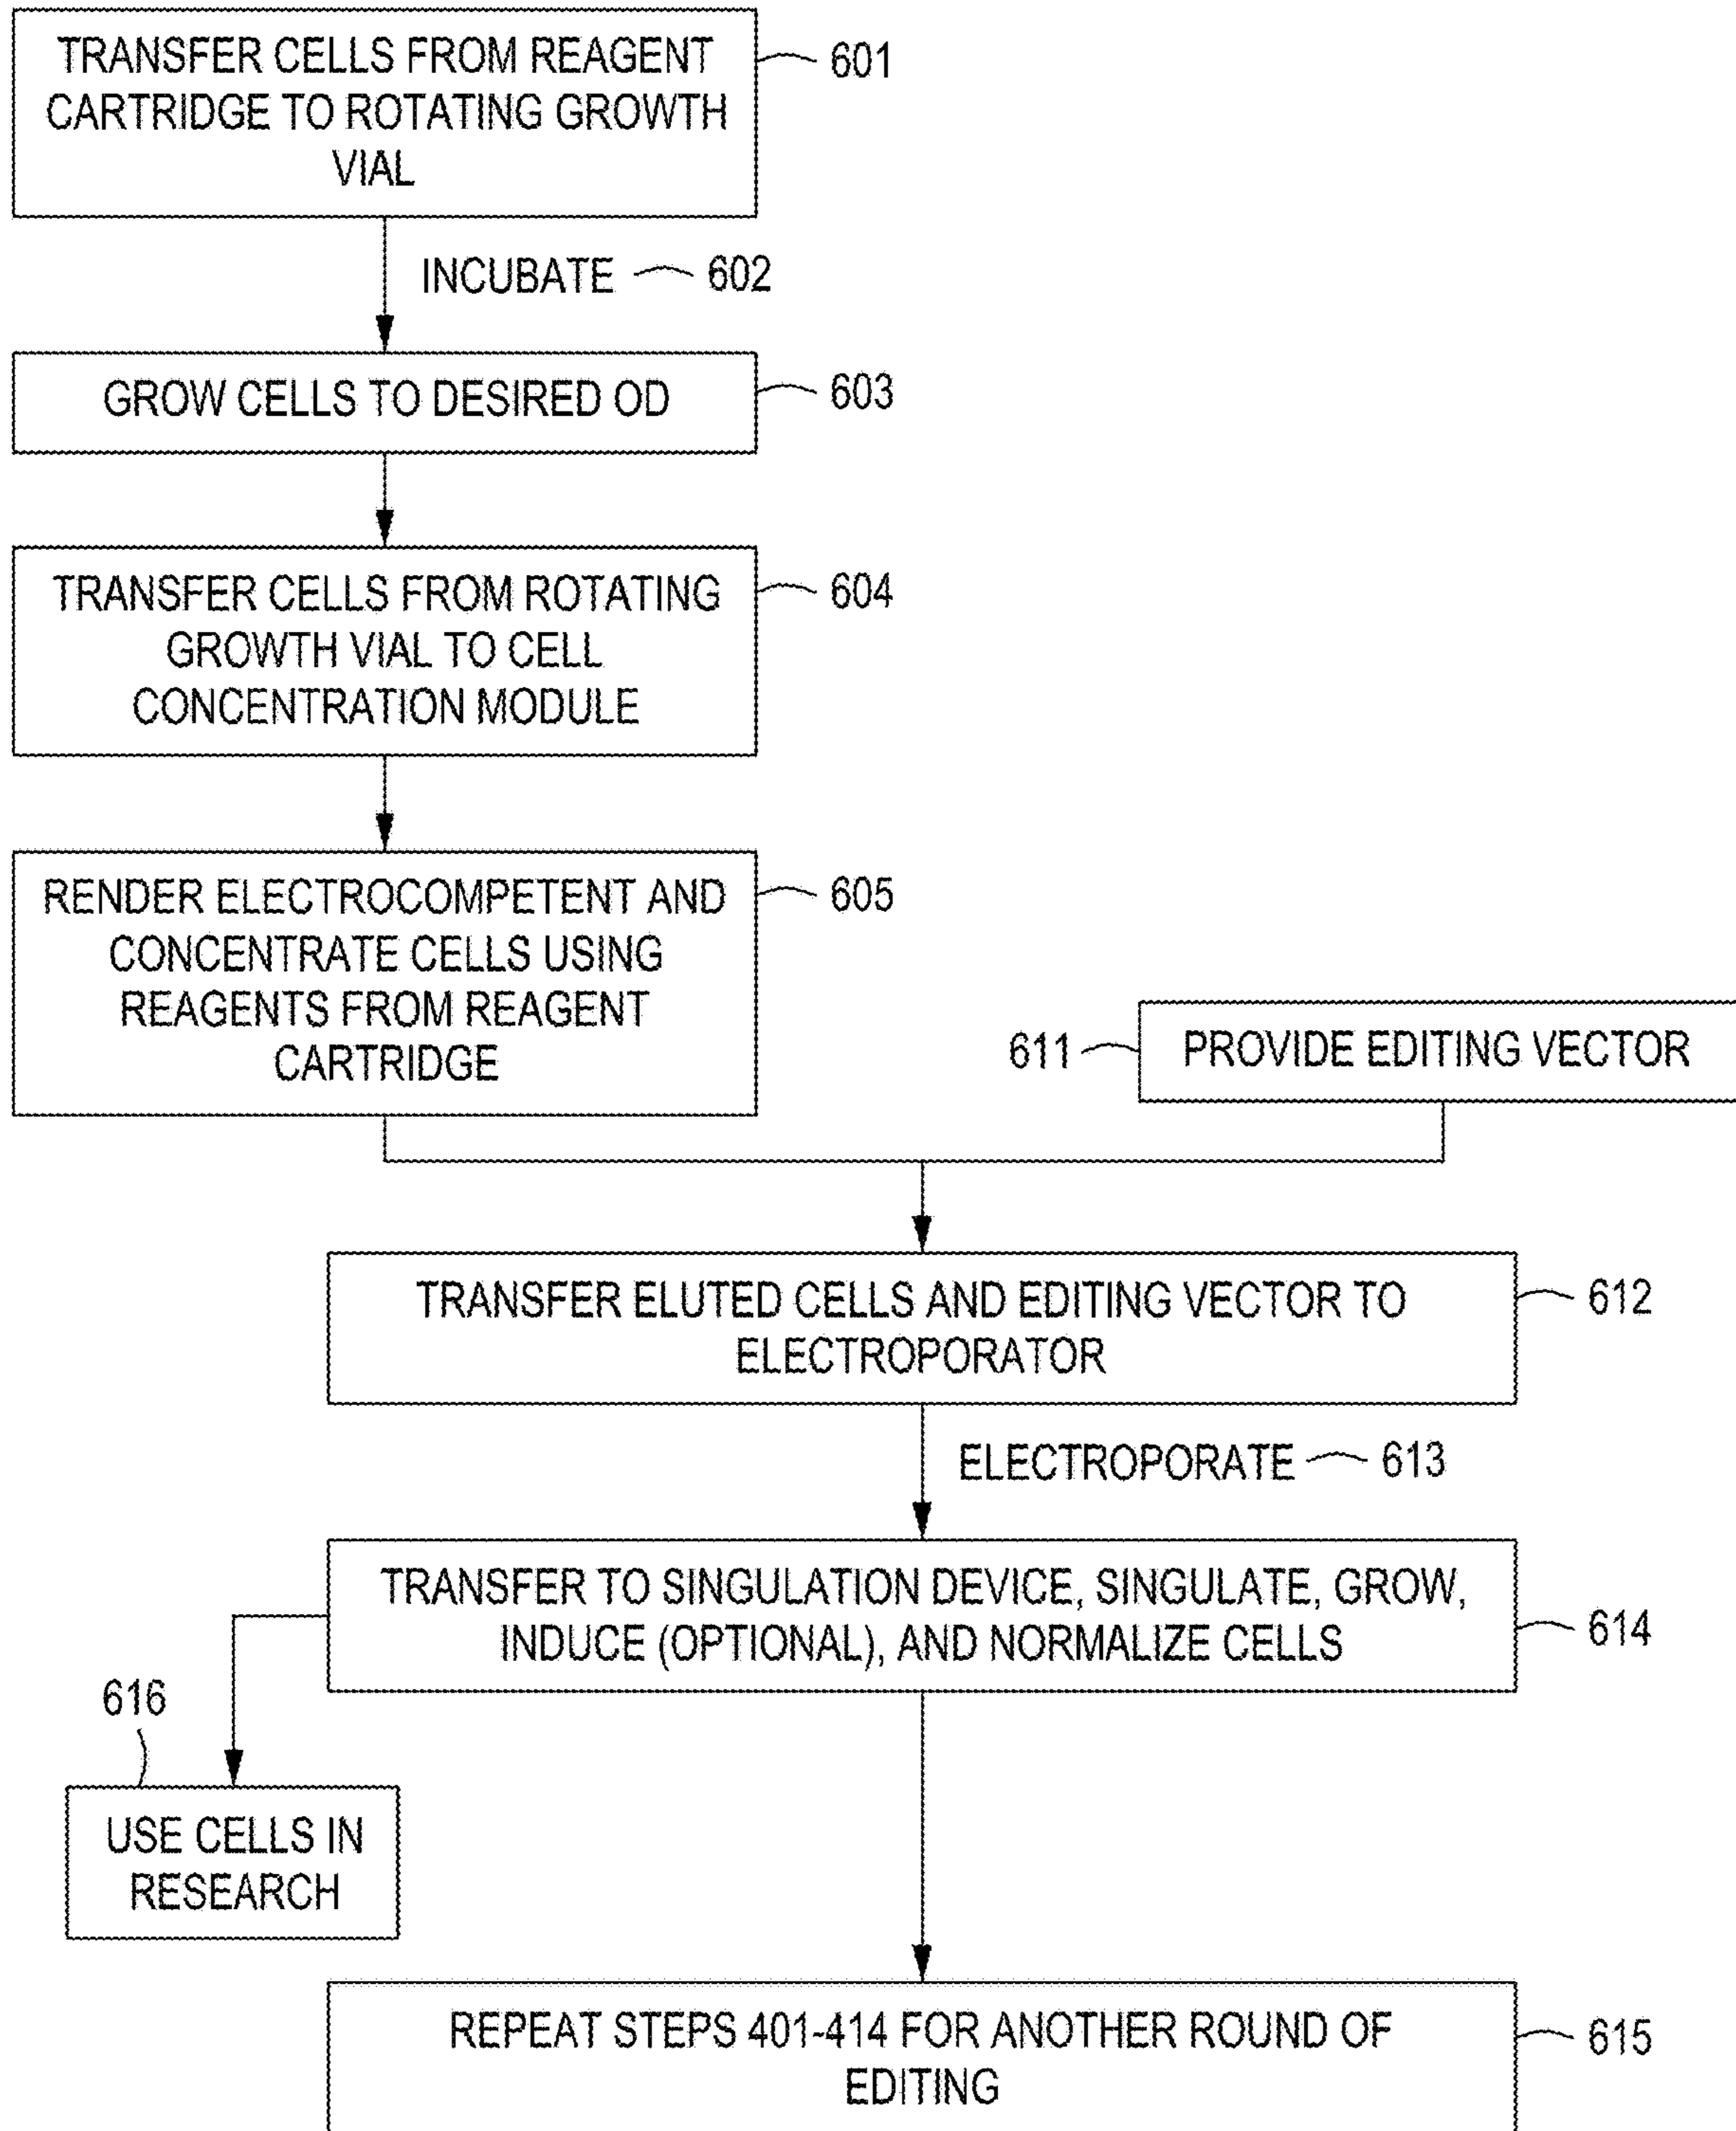 TRANSFER CELLS FROM REAGENT
CARTRIDGE TO ROTATING GROWTH
VIAL
601
INCUBATE
602
GROW CELLS TO DESIRED OD
603
TRANSFER CELLS FROM ROTATING
GROWTH VIAL TO CELL
CONCENTRATION MODULE
604
RENDER ELECTROCOMPETENT AND
CONCENTRATE CELLS USING
REAGENTS FROM REAGENT
CARTRIDGE
605
611
PROVIDE EDITING VECTOR
TRANSFER ELUTED CELLS AND EDITING VECTOR TO
ELECTROPORATOR
612
ELECTROPORATE
613
TRANSFER TO SINGULATION DEVICE, SINGULATE, GROW,
INDUCE (OPTIONAL), AND NORMALIZE CELLS
614
616
USE CELLS IN
RESEARCH
REPEAT STEPS 401-414 FOR ANOTHER ROUND OF
EDITING
615